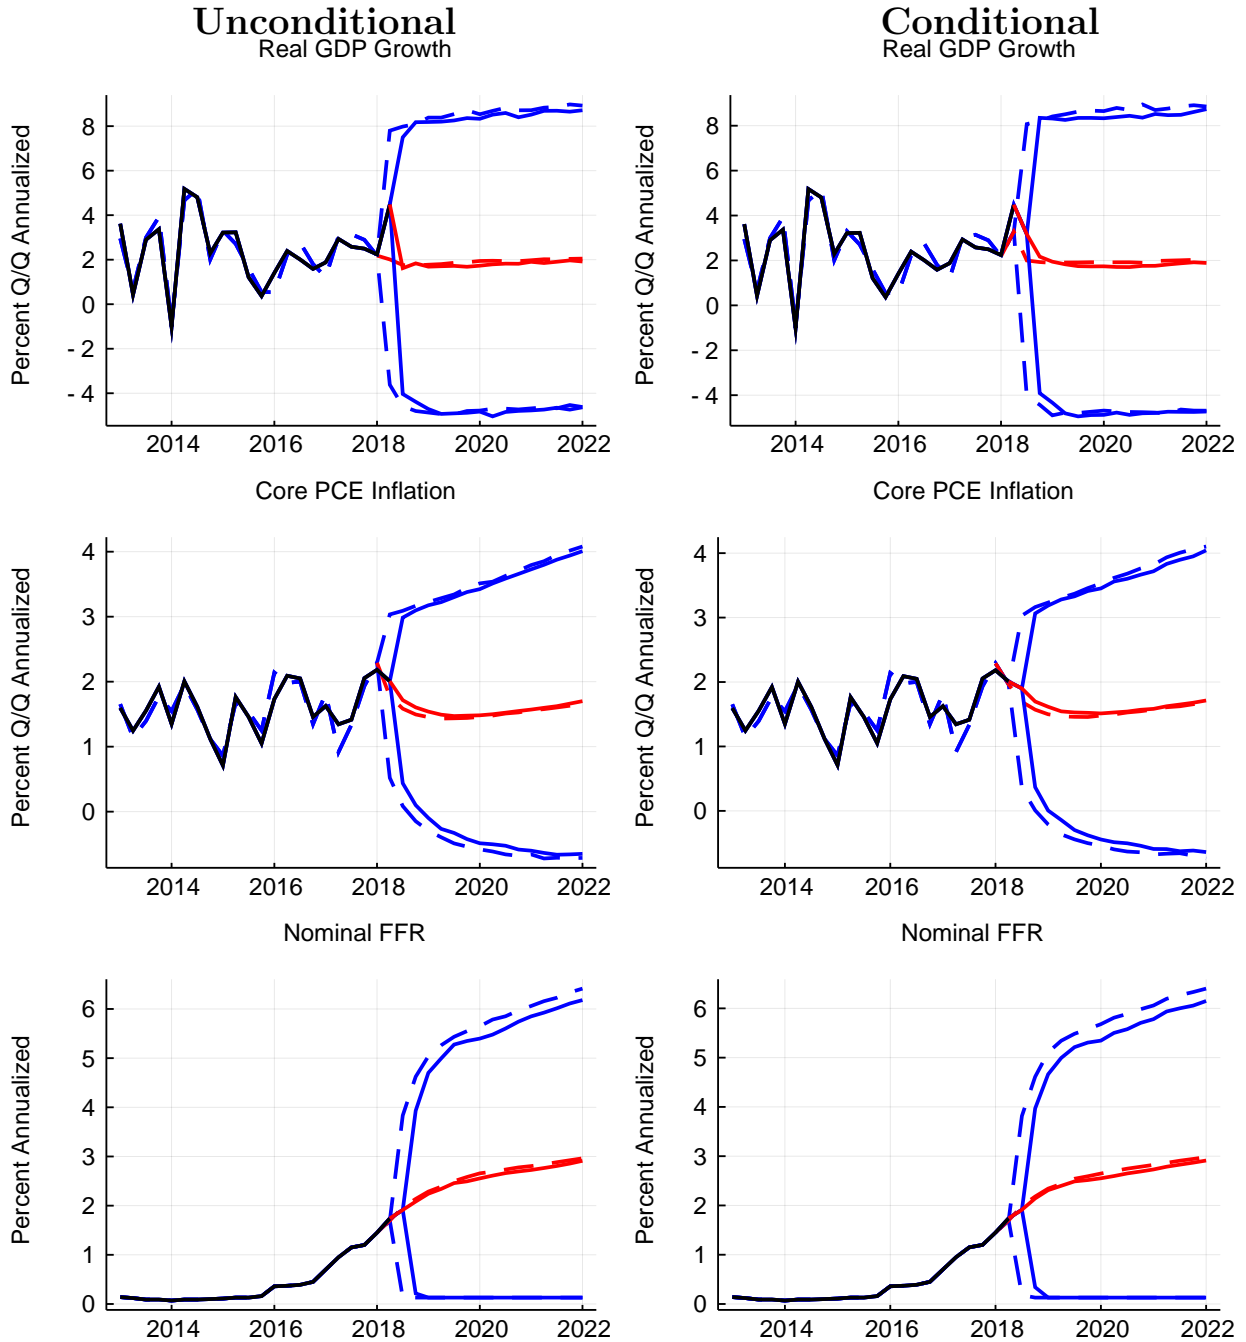 Unconditional
Real GDP Growth
Percent Q/Q Annualized
8
6
4
2
0
- 2
- 4
2014 2016 2018 2020 2022
Conditional
Real GDP Growth
Percent Q/Q Annualized
8
6
4
2
0
- 2
- 4
2014 2016 2018 2020 2022
Core PCE Inflation
Percent Q/Q Annualized
4
3
2
1
0
2014 2016 2018 2020 2022
Core PCE Inflation
Percent Q/Q Annualized
4
3
2
1
0
2014 2016 2018 2020 2022
Nominal FFR
Percent Annualized
6
5
4
3
2
1
0
2014 2016 2018 2020 2022
Nominal FFR
Percent Annualized
6
5
4
3
2
1
0
2014 2016 2018 2020 2022